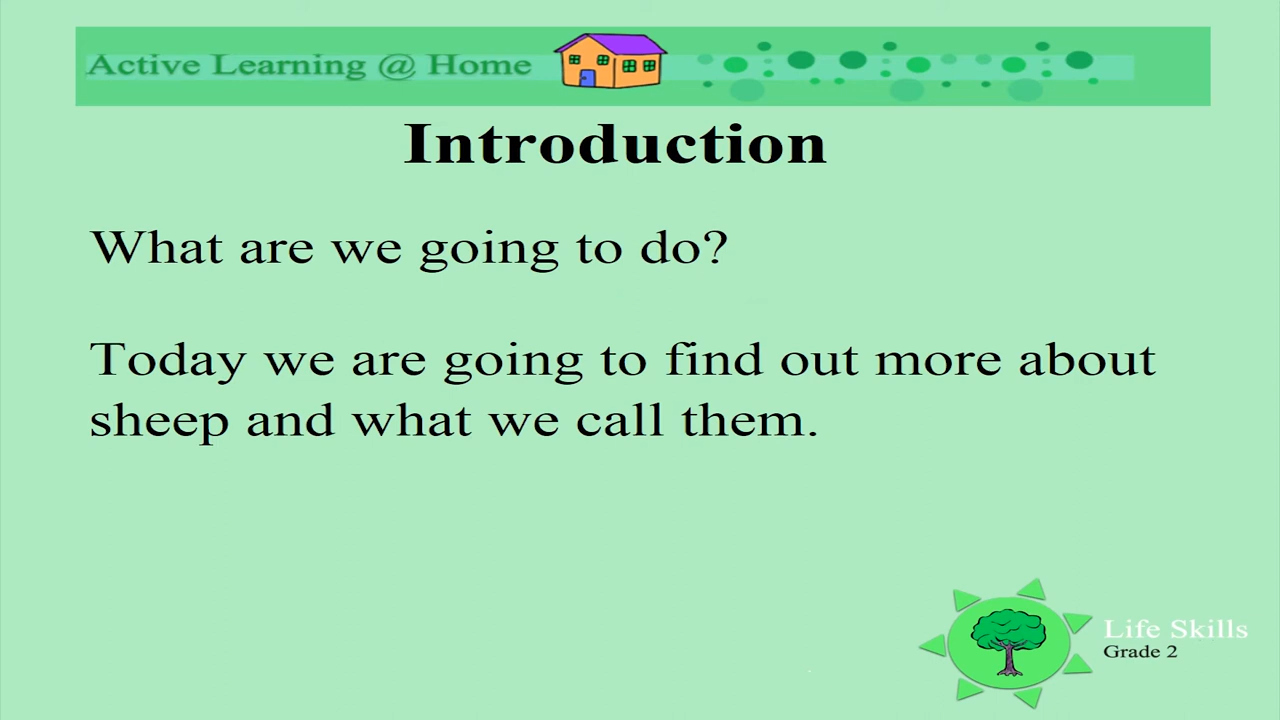 Active Learning @ Home
Introduction
What are we going to do?
Today we are going to find out more about
sheep and what we call them.
Life Skills
Grade 2